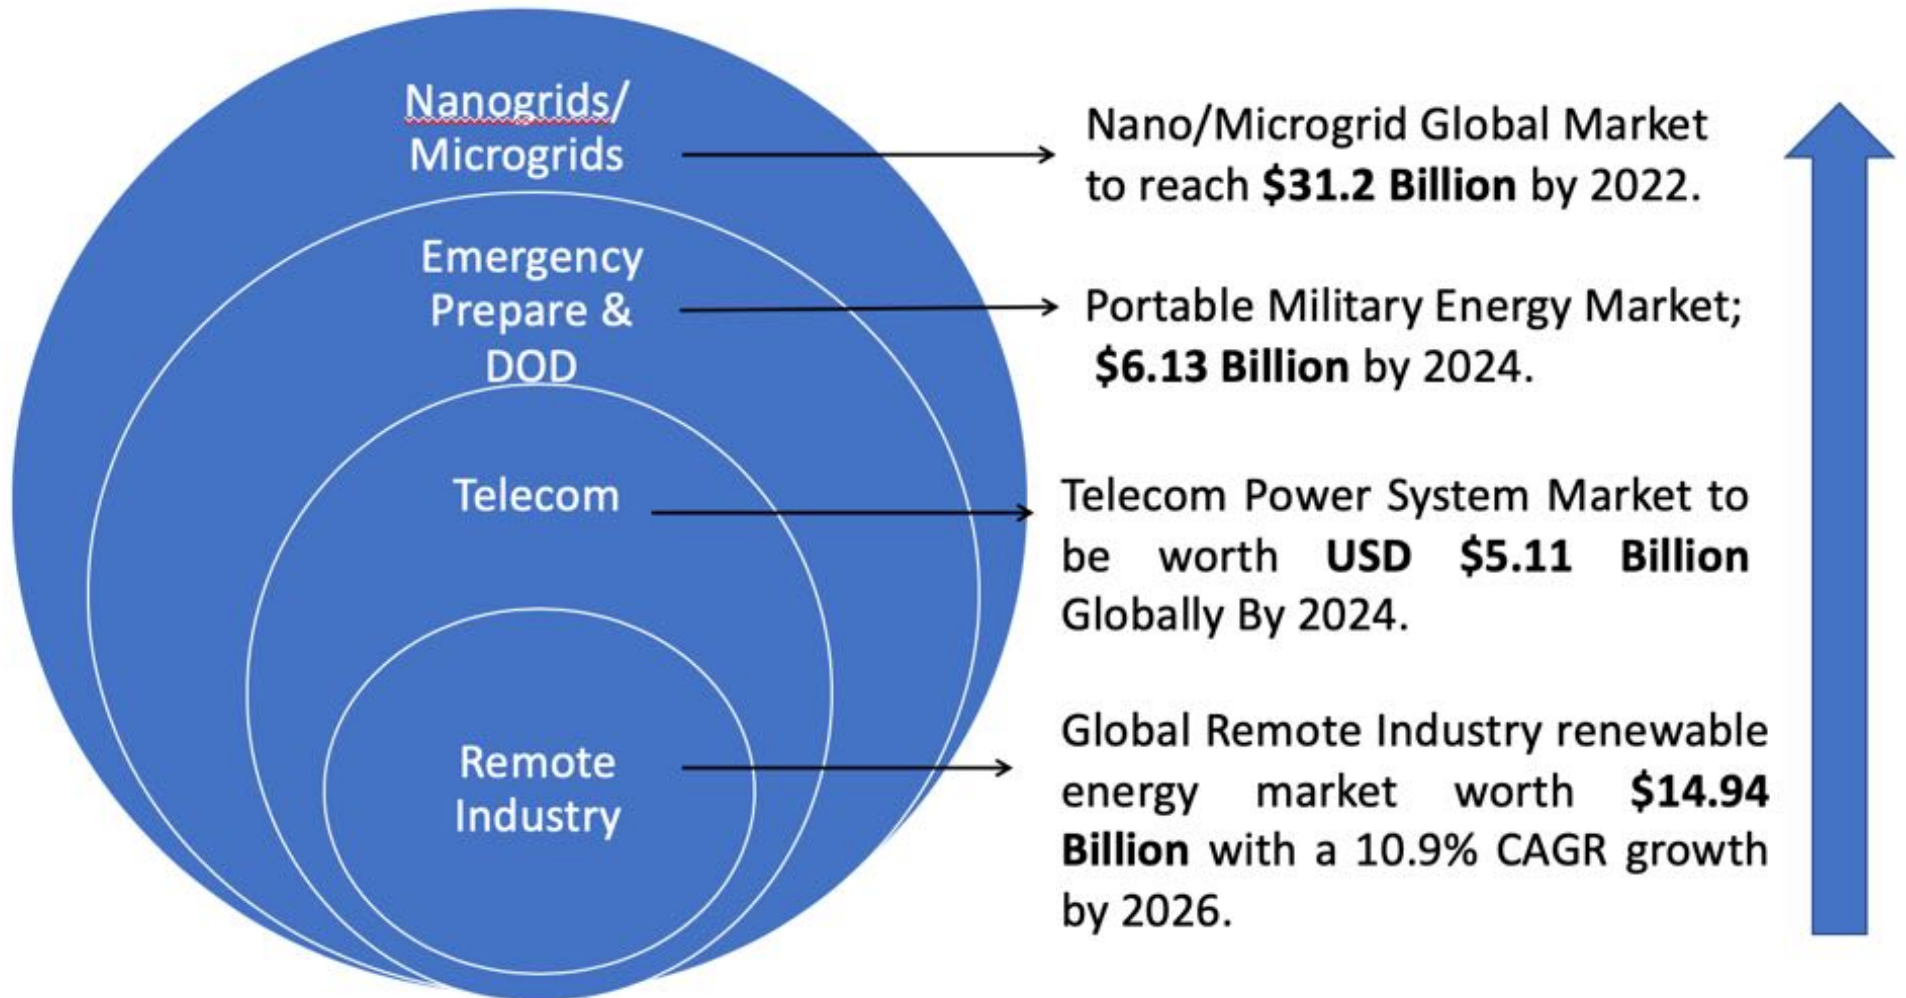 Nanogrids/
Microgrids
Nano/Microgrid Global Market
to reach $31.2 Billion by 2022.
Emergency
Prepare &
DOD
Portable Military Energy Market;
$6.13 Billion by 2024.
Telecom
Telecom Power System Market to
be worth USD $5.11 Billion
Globally By 2024.
Remote
Industry
Global Remote Industry renewable
energy market worth $14.94
Billion with a 10.9% CAGR growth
by 2026.